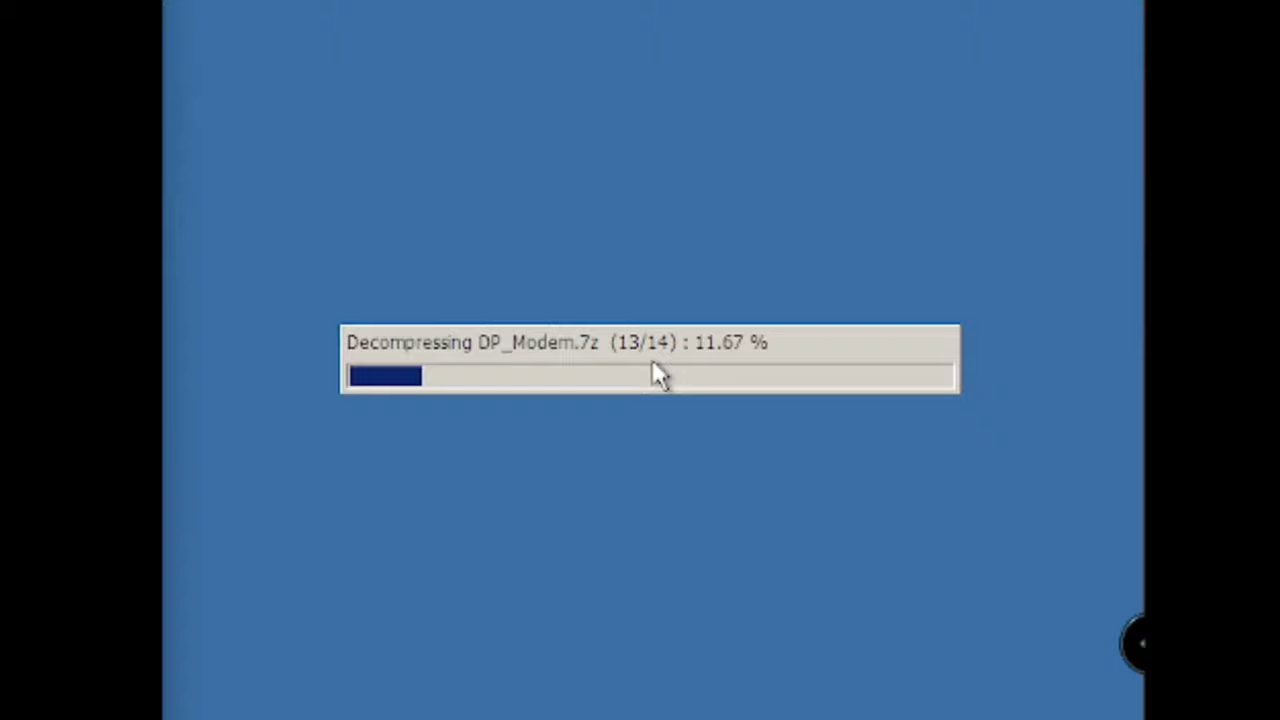 Decompressing DP_Modem.7z (13/14) : 11.67 %